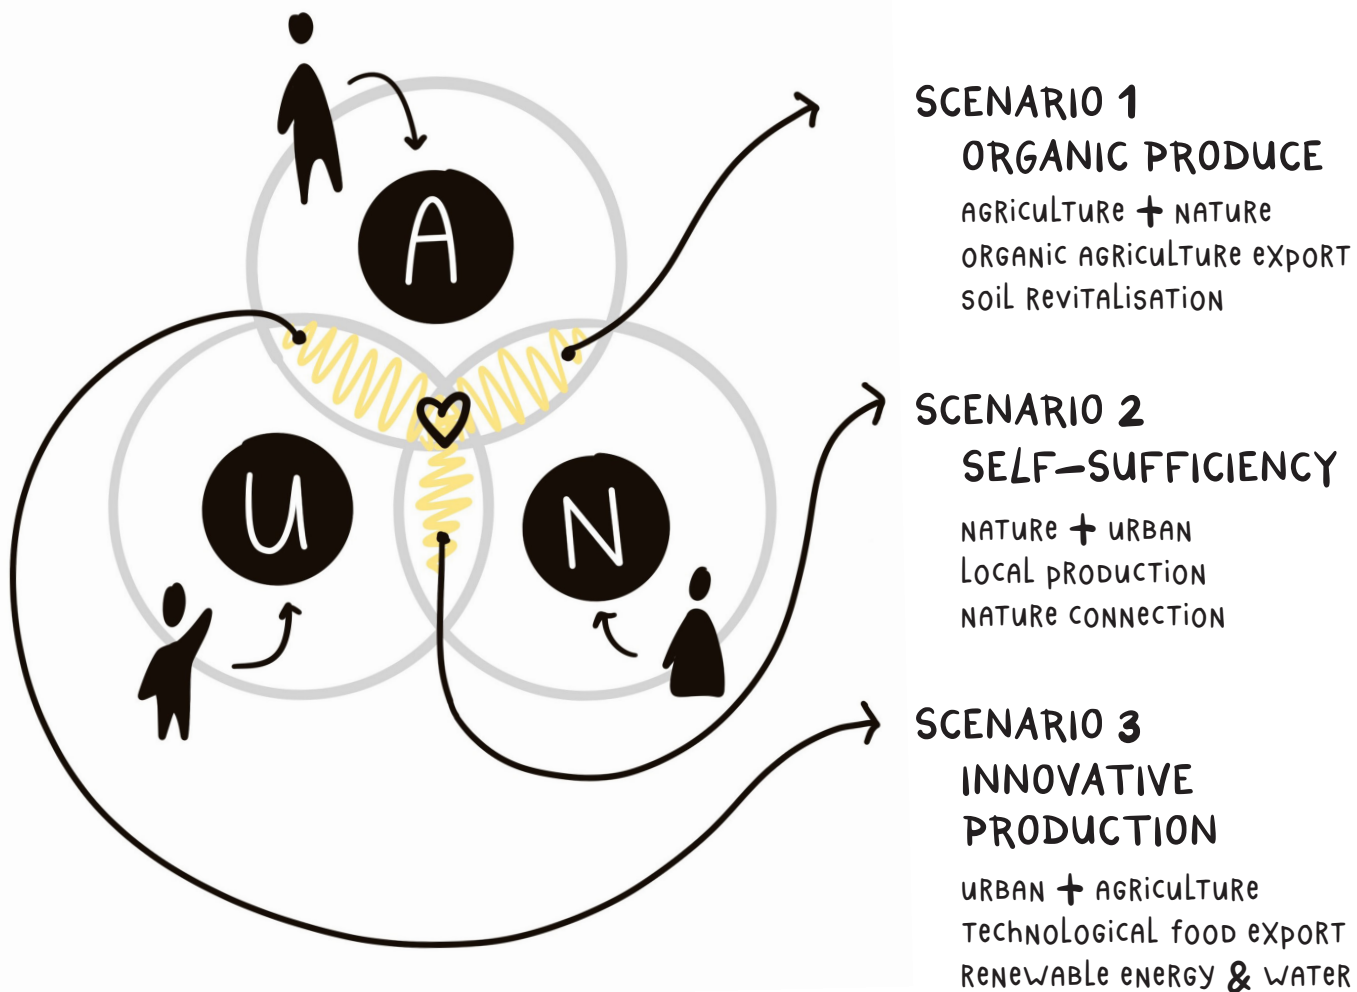 A
U
N
SCENARIO 1
ORGANIC PRODUCE
AGRICULTURE + NATURE
ORGANIC AGRICULTURE EXPORT
SOIL REVITALISATION
SCENARIO 2
SELF-SUFFICIENCY
NATURE + URBAN
LOCAL PRODUCTION
NATURE CONNECTION
SCENARIO 3
INNOVATIVE
PRODUCTION
URBAN + AGRICULTURE
TECHNOLOGICAL FOOD EXPORT
RENEWABLE ENERGY & WATER